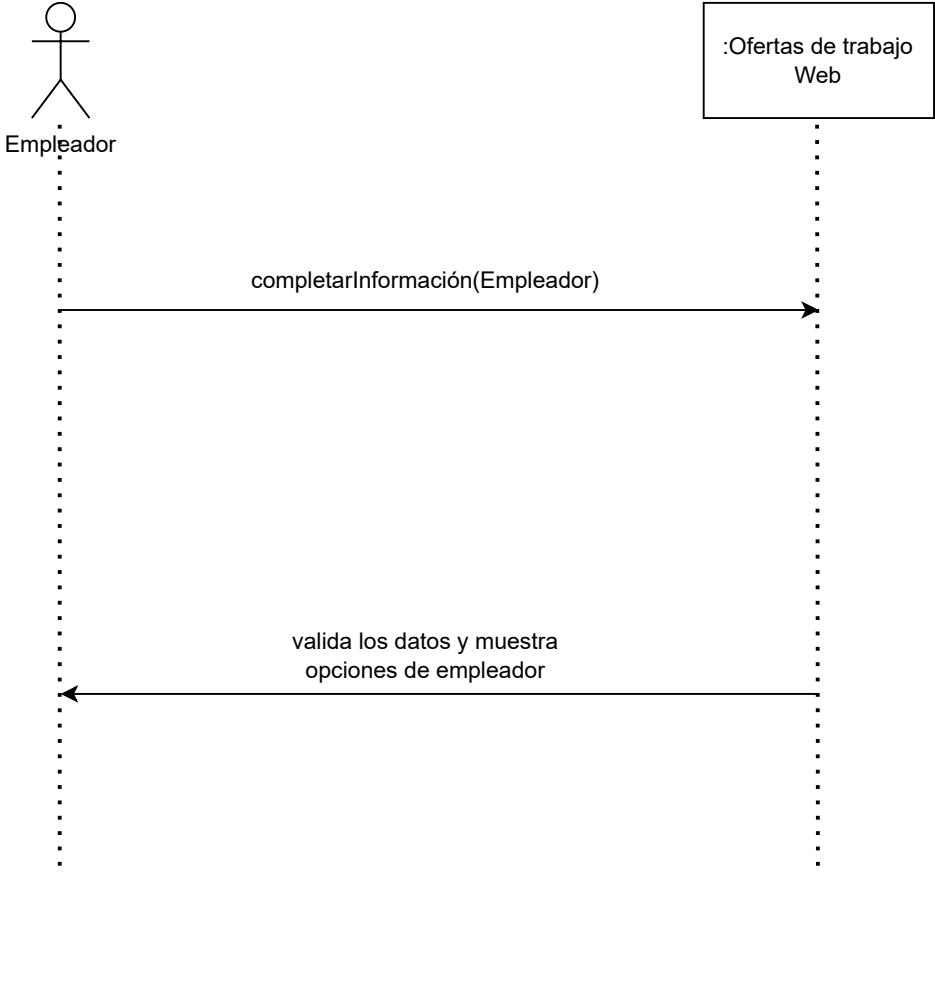 :Ofertas de trabajo
Web
Empleador
completarInformación(Empleador)
valida los datos y muestra
opciones de empleador